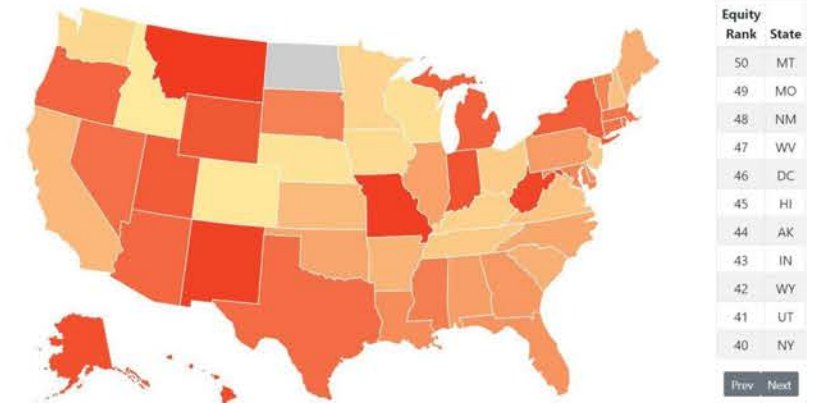 Equity
Rank State
50 MT
49 MO
48 NM
47 WV
46 DC
45 HI
44 AK
43 IN
42 WY
41 UT
40 NY
Prev Next